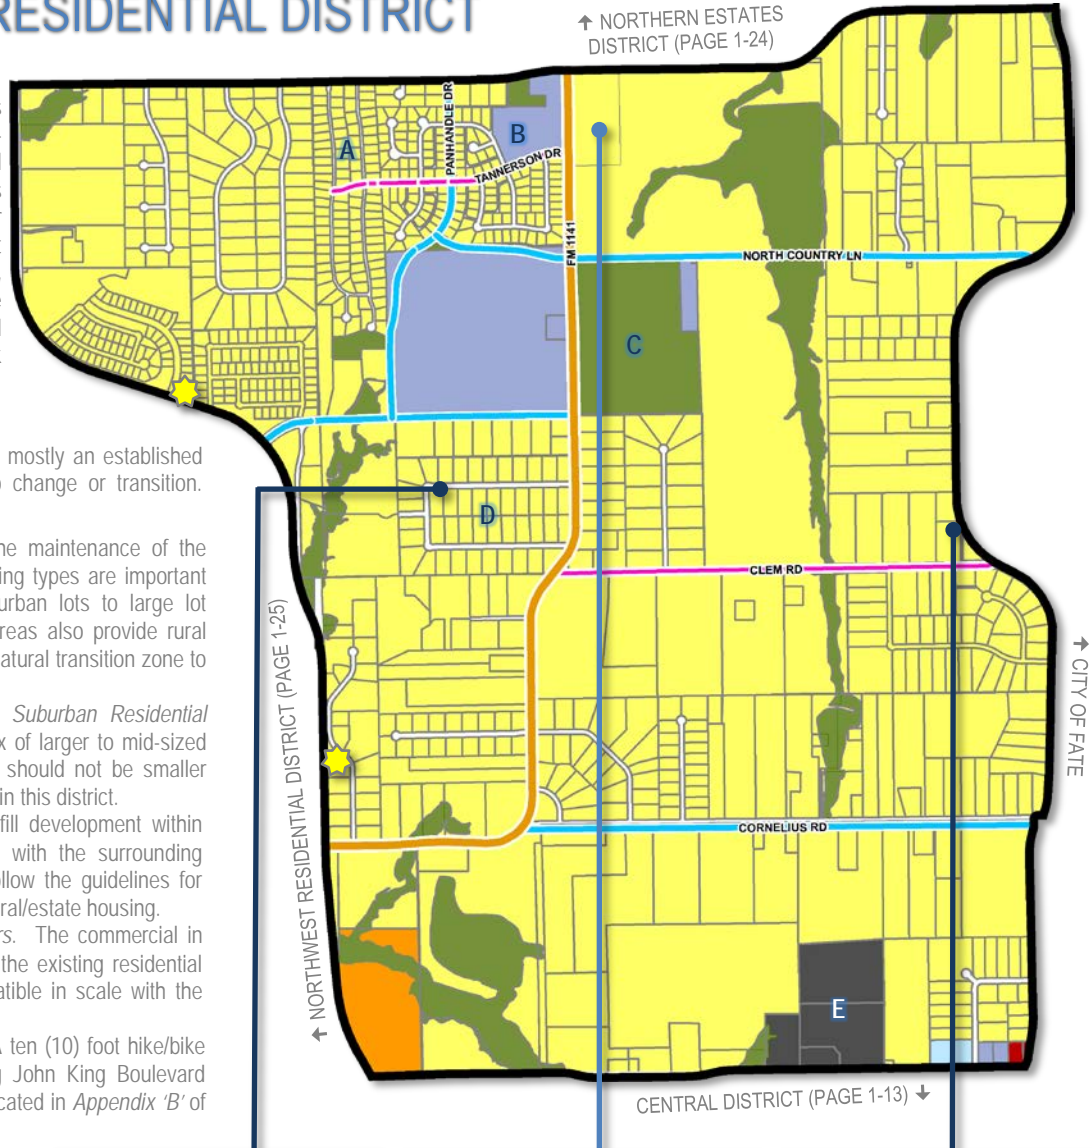 RESIDENTIAL DISTRICT
↑ NORTHERN ESTATES
DISTRICT (PAGE 1-24)
mostly an established
change or transition.
he maintenance of the
ing types are important
urban lots to large lot
reas also provide rural
natural transition zone to
Suburban Residential
x of larger to mid-sized
should not be smaller
in this district.
fill development within
with the surrounding
llow the guidelines for
ral/estate housing.
rs. The commercial in
the existing residential
atible in scale with the
A ten (10) foot hike/bike
g John King Boulevard
cated in Appendix 'B' of
A
PANHANDLE DR
B
TANNERSON DR
FM 1141
NORTH COUNTRY LN
C
D
CLEM RD
CORNELIUS RD
E
← NORTHWEST RESIDENTIAL DISTRICT (PAGE 1-25)
→ CITY OF FATE
CENTRAL DISTRICT (PAGE 1-13) ↓